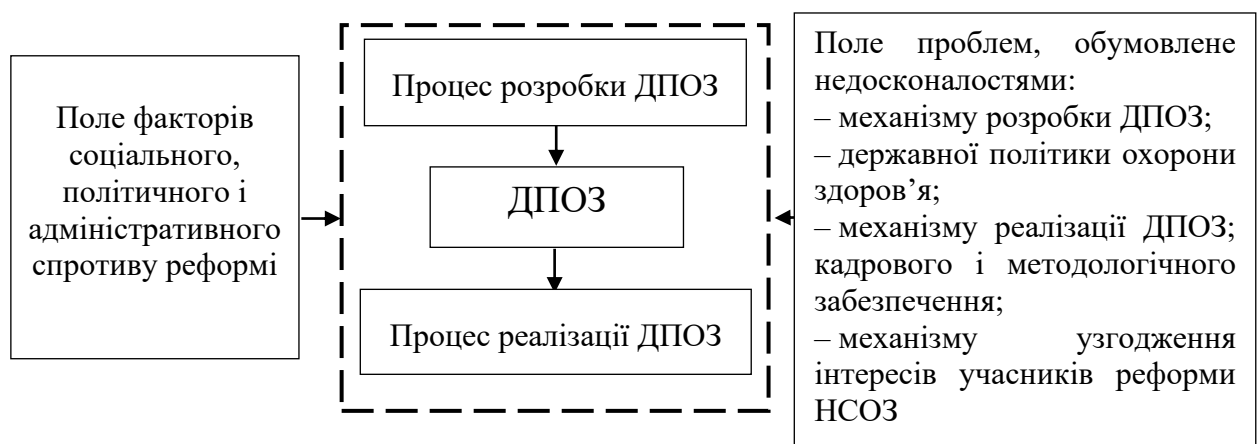 Поле факторів
соціального,
політичного і
адміністративного
спротиву реформі
Процес розробки ДПОЗ
ДПОЗ
Процес реалізації ДПОЗ
Поле проблем, обумовлене
недосконалостями:
– механізму розробки ДПОЗ;
– державної політики охорони
здоров’я;
– механізму реалізації ДПОЗ;
кадрового і методологічного
забезпечення;
– механізму узгодження
інтересів учасників реформи
НСОЗ